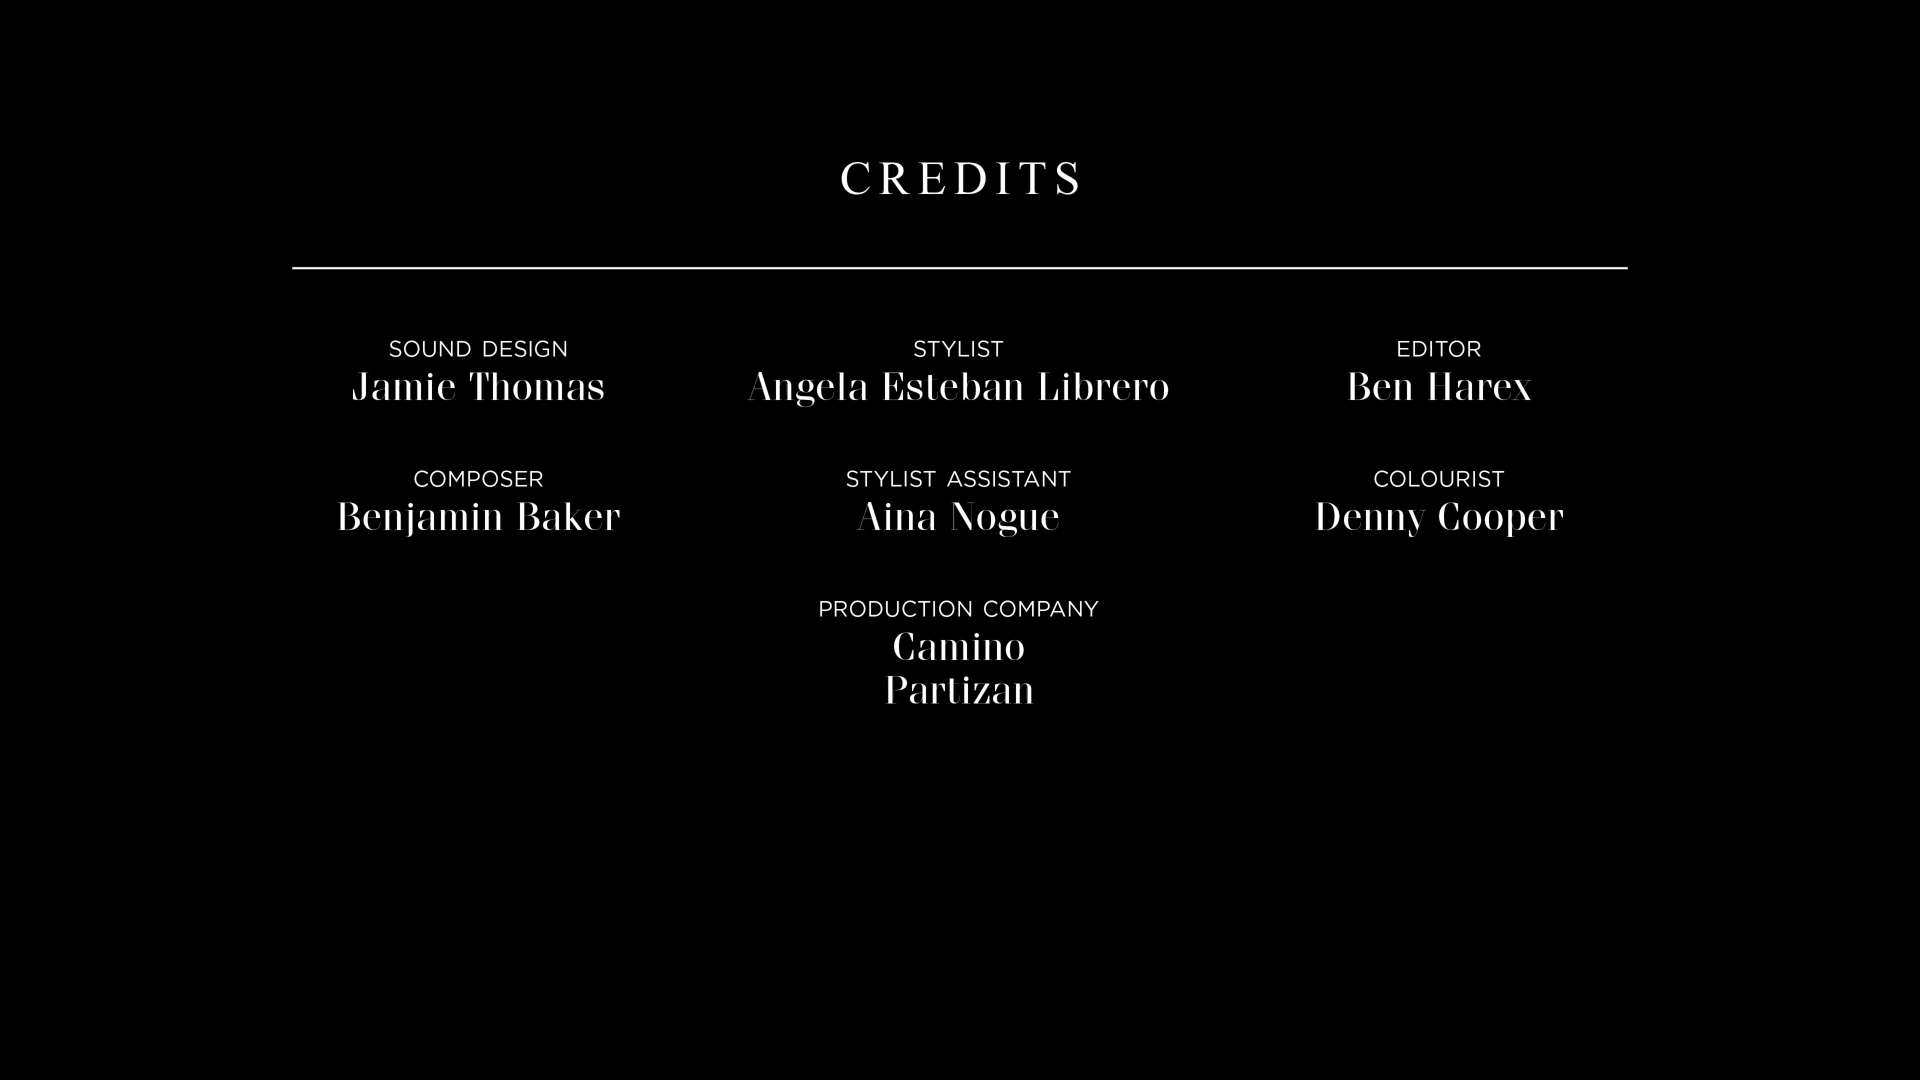 CREDITS
SOUND DESIGN
Jamie Thomas
COMPOSER
Benjamin Baker
STYLIST
Angela Esteban Librero
STYLIST ASSISTANT
Aina Nogue
PRODUCTION COMPANY
Camino
Partizan
EDITOR
Ben Harex
COLOURIST
Denny Cooper